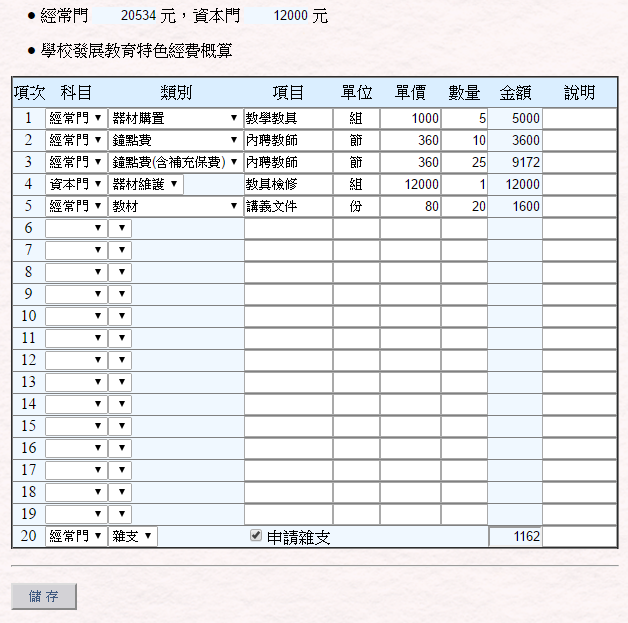 ● 經常門 20534 元，資本門 12000 元
● 學校發展教育特色經費概算
項次 科目 類別 項目 單位 單價 數量 金額 說明
1 經常門 器材購置 教學教具 組 1000 5 5000
2 經常門 鐘點費 內聘教師 節 360 10 3600
3 經常門 鐘點費(含補充保費) 內聘教師 節 360 25 9172
4 資本門 器材維護 教具檢修 組 12000 1 12000
5 經常門 教材 講義文件 份 80 20 1600
6
7
8
9
10
11
12
13
14
15
16
17
18
19
20 經常門 雜支 申請雜支 1162
儲存